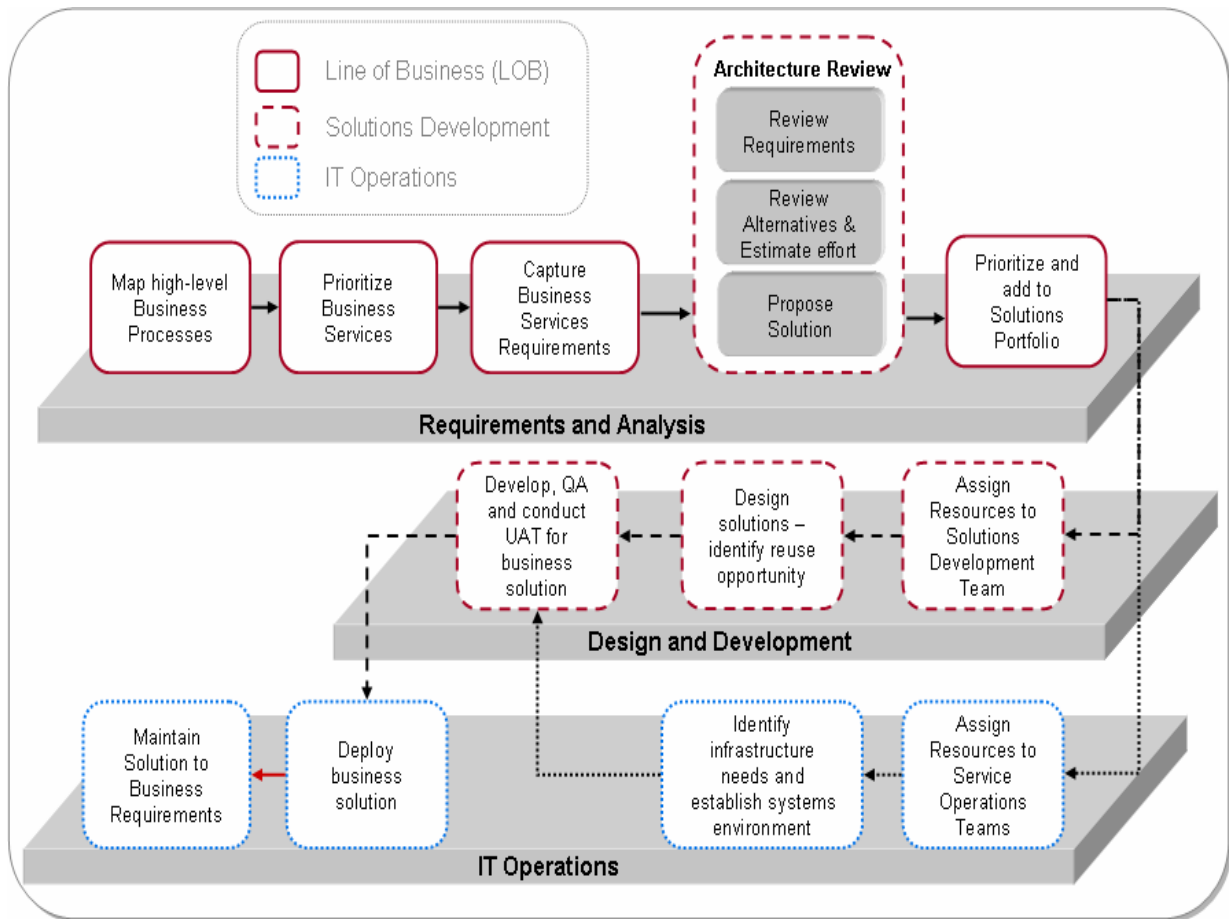 Line of Business (LOB)
Solutions Development
IT Operations
Architecture Review
Review
Requirements
Review
Alternatives &
Estimate effort
Propose
Solution
Map high-level
Business
Processes
Prioritize
Business
Services
Capture
Business
Services
Requirements
Prioritize and
add to
Solutions
Portfolio
Requirements and Analysis
Develop, QA
and conduct
UAT for
business
solution
Design
solutions –
identify reuse
opportunity
Assign
Resources to
Solutions
Development
Team
Design and Development
Maintain
Solution to
Business
Requirements
Deploy
business
solution
Identify
infrastructure
needs and
establish systems
environment
Assign
Resources to
Service
Operations
Teams
IT Operations